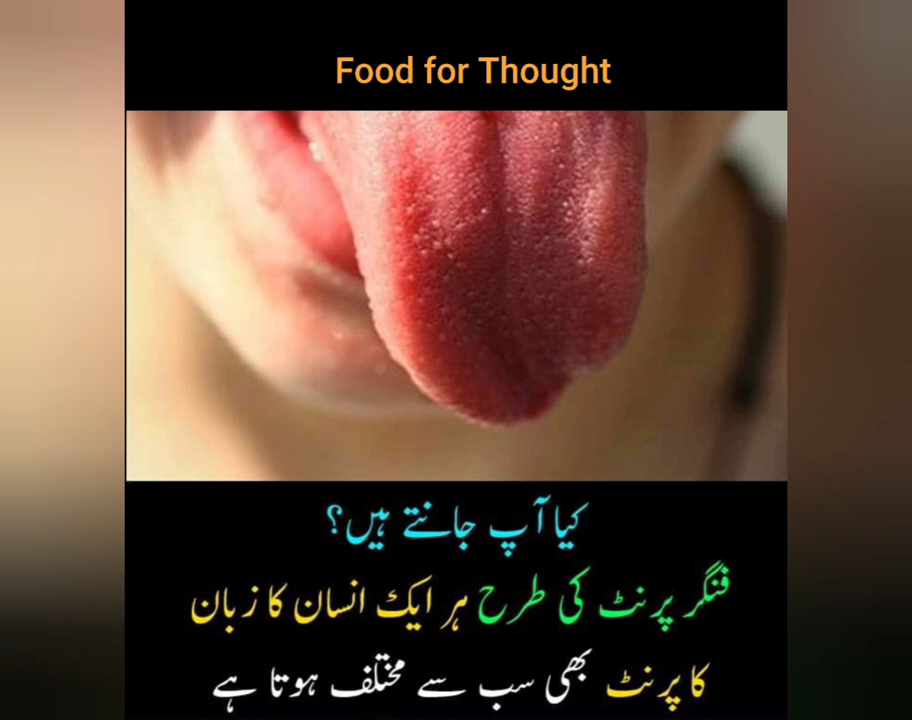 Food for Thought
کیا آپ جانتے ہیں؟
فنگر پرنٹ کی طرح ہر ایک انسان کا زبان
کا پرنٹ بھی سب سے مختلف ہوتا ہے